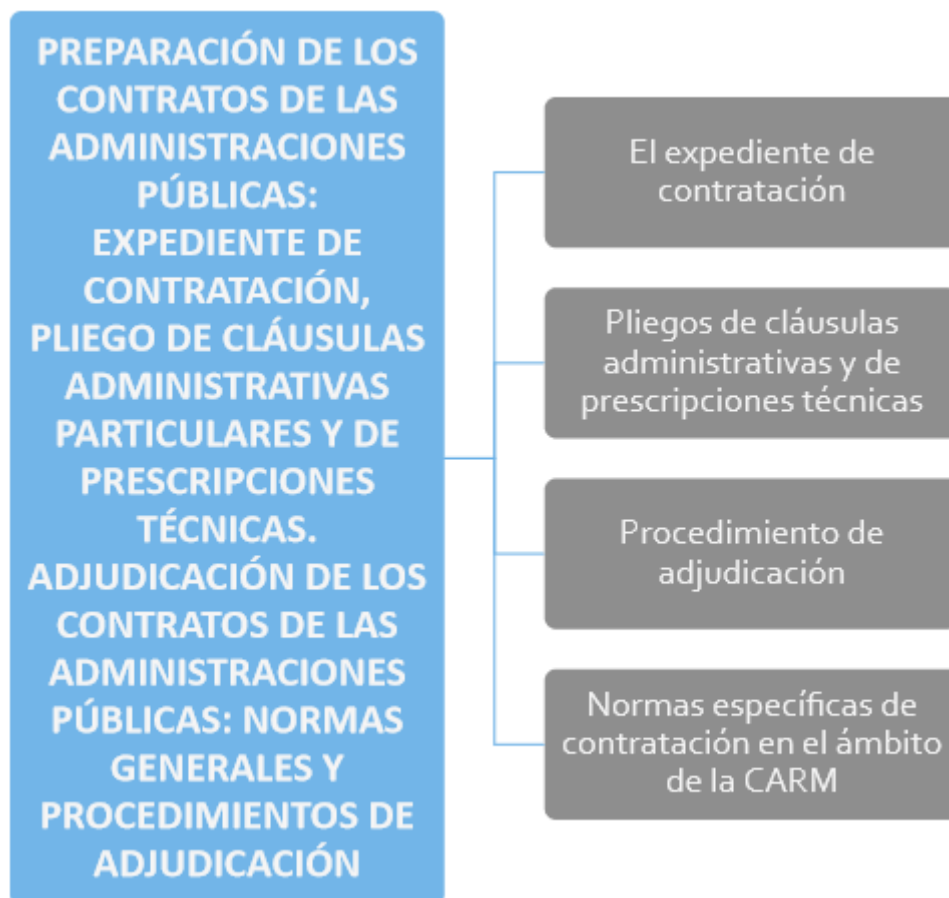 PREPARACIÓN DE LOS
CONTRATOS DE LAS
ADMINISTRACIONES
PÚBLICAS:
EXPEDIENTE DE
CONTRATACIÓN,
PLIEGO DE CLÁUSULAS
ADMINISTRATIVAS
PARTICULARES Y DE
PRESCRIPCIONES
TÉCNICAS.
ADJUDICACIÓN DE LOS
CONTRATOS DE LAS
ADMINISTRACIONES
PÚBLICAS: NORMAS
GENERALES Y
PROCEDIMIENTOS DE
ADJUDICACIÓN
El expediente de
contratación
Pliegos de cláusulas
administrativas y de
prescripciones técnicas
Procedimiento de
adjudicación
Normas específicas de
contratación en el ámbito
de la CARM